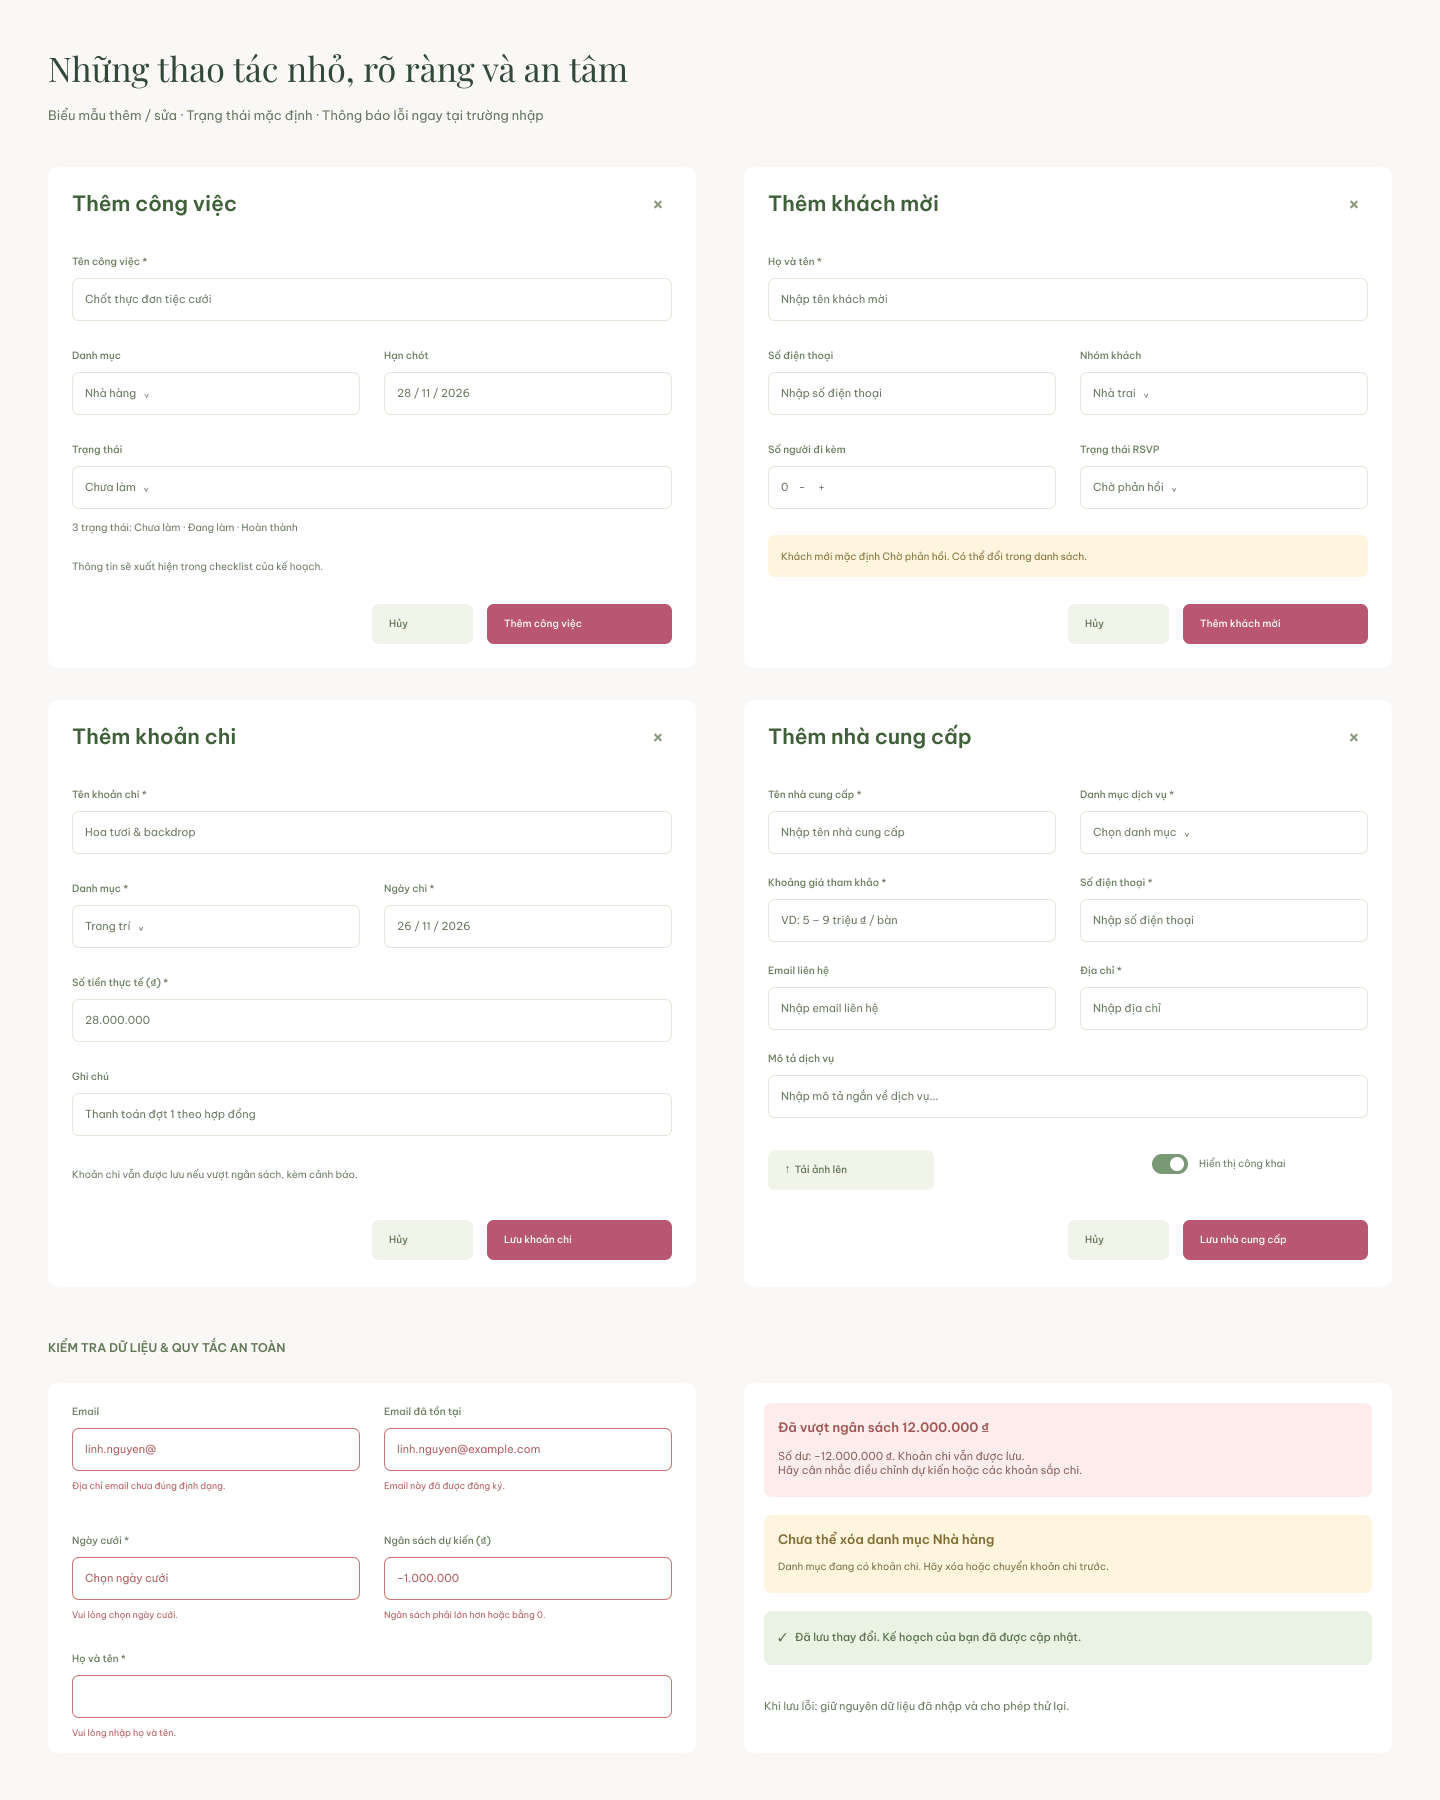 Những thao tác nhỏ, rõ ràng và an tâm
Biểu mẫu thêm / sửa · Trạng thái mặc định · Thông báo lỗi ngay tại trường nhập
Thêm công việc ×
Tên công việc *
Chốt thực đơn tiệc cưới
Danh mục Hạn chót
Nhà hàng ˅ 28 / 11 / 2026
Trạng thái
Chưa làm ˅
3 trạng thái: Chưa làm · Đang làm · Hoàn thành
Thông tin sẽ xuất hiện trong checklist của kế hoạch.
Hủy Thêm công việc
Thêm khách mời ×
Họ và tên *
Nhập tên khách mời
Số điện thoại Nhóm khách
Nhập số điện thoại Nhà trai ˅
Số người đi kèm Trạng thái RSVP
0 − + Chờ phản hồi ˅
Khách mới mặc định Chờ phản hồi. Có thể đổi trong danh sách.
Hủy Thêm khách mời
Thêm khoản chi ×
Tên khoản chi *
Hoa tươi & backdrop
Danh mục * Ngày chi *
Trang trí ˅ 26 / 11 / 2026
Số tiền thực tế (₫) *
28.000.000
Ghi chú
Thanh toán đợt 1 theo hợp đồng
Khoản chi vẫn được lưu nếu vượt ngân sách, kèm cảnh báo.
Hủy Lưu khoản chi
Thêm nhà cung cấp ×
Tên nhà cung cấp * Danh mục dịch vụ *
Nhập tên nhà cung cấp Chọn danh mục ˅
Khoảng giá tham khảo * Số điện thoại *
VD: 5 – 9 triệu ₫ / bàn Nhập số điện thoại
Email liên hệ Địa chỉ *
Nhập email liên hệ Nhập địa chỉ
Mô tả dịch vụ
Nhập mô tả ngắn về dịch vụ...
↑ Tải ảnh lên Hiển thị công khai
Hủy Lưu nhà cung cấp
KIỂM TRA DỮ LIỆU & QUY TẮC AN TOÀN
Email Email đã tồn tại
linh.nguyen@ linh.nguyen@example.com
Địa chỉ email chưa đúng định dạng. Email này đã được đăng ký.
Ngày cưới * Ngân sách dự kiến (₫)
Chọn ngày cưới -1.000.000
Vui lòng chọn ngày cưới. Ngân sách phải lớn hơn hoặc bằng 0.
Họ và tên *
Vui lòng nhập họ và tên.
Đã vượt ngân sách 12.000.000 ₫
Số dư: -12.000.000 ₫. Khoản chi vẫn được lưu.
Hãy cân nhắc điều chỉnh dự kiến hoặc các khoản sắp chi.
Chưa thể xóa danh mục Nhà hàng
Danh mục đang có khoản chi. Hãy xóa hoặc chuyển khoản chi trước.
✓ Đã lưu thay đổi. Kế hoạch của bạn đã được cập nhật.
Khi lưu lỗi: giữ nguyên dữ liệu đã nhập và cho phép thử lại.